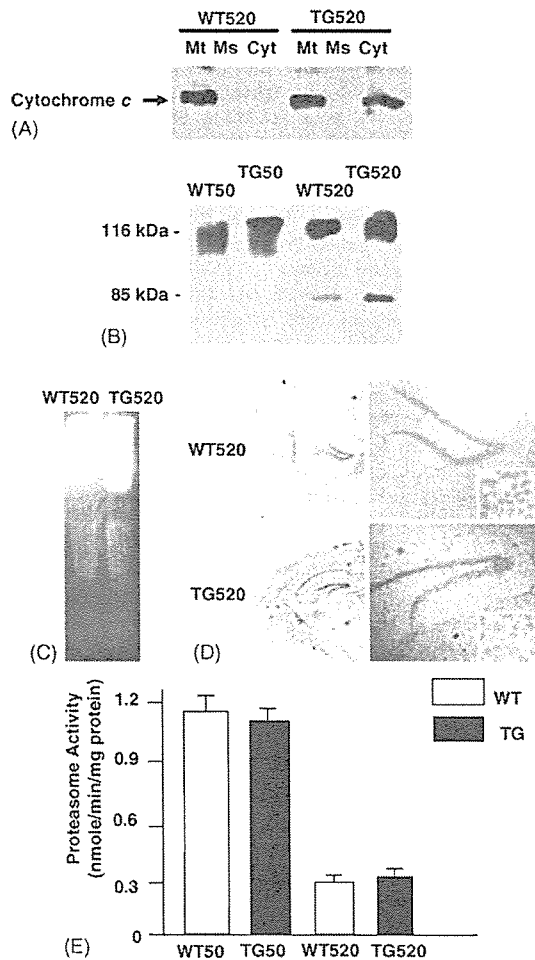 WT520 TG520
Mt Ms Cyt Mt Ms Cyt
Cytochrome c
(A)
WT50 TG50 WT520 TG520
116 kDa -
85 kDa -
(B)
WT520 TG520
(C)
WT520
TG520
(D)
Proteasome Activity
(nmole/min/mg protein)
1.2
0.9
0.6
0.3
0
WT
TG
WT50 TG50 WT520 TG520
(E)